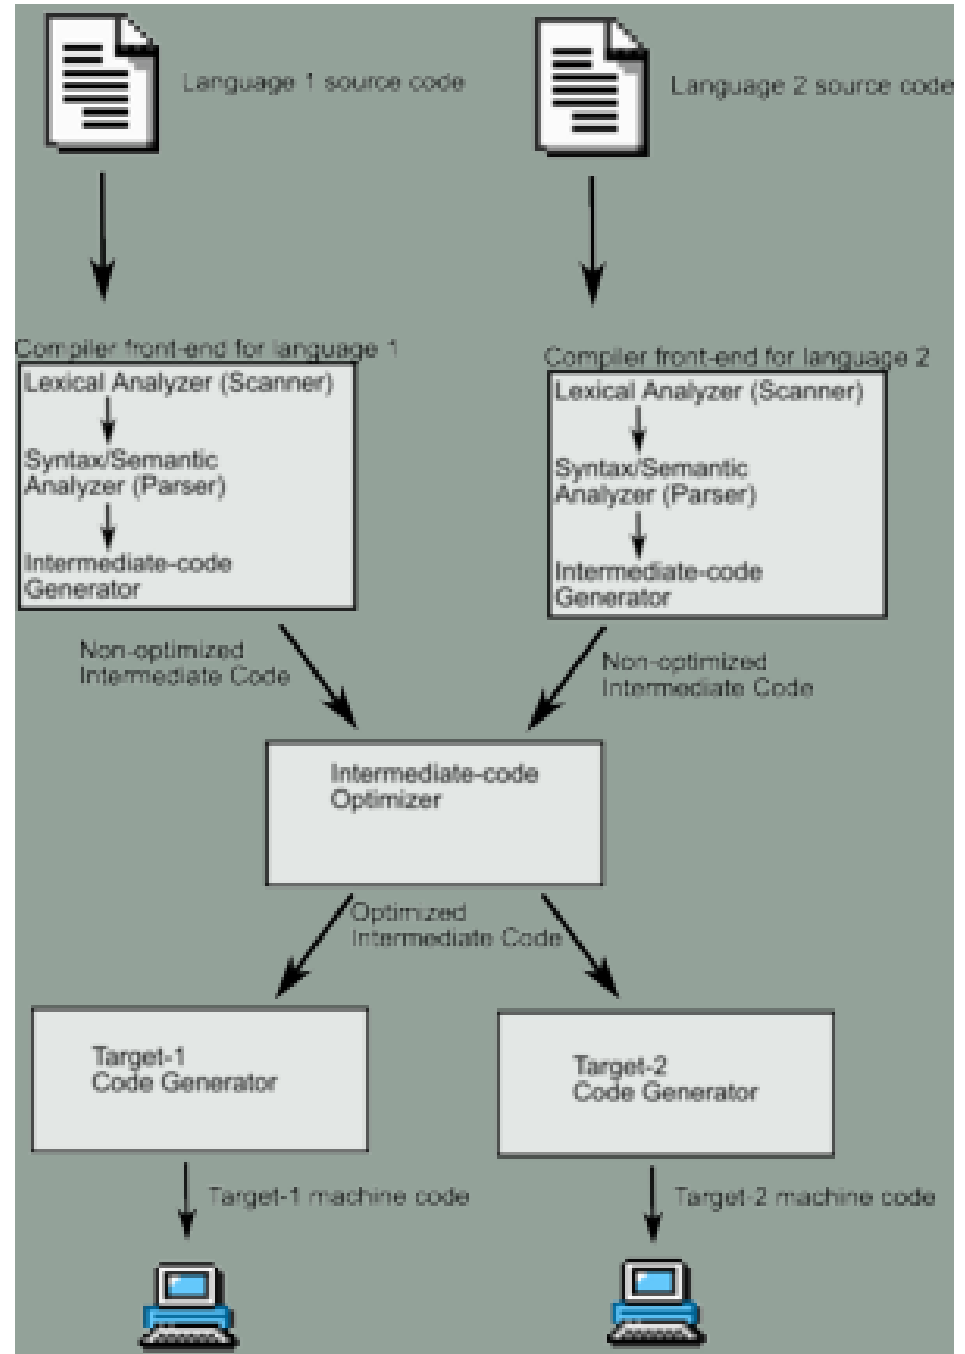 Language 1 source code
Language 2 source code
Compiler front-end for language 1
Lexical Analyzer (Scanner)
Syntax/Semantic
Analyzer (Parser)
Intermediate-code
Generator
Compiler front-end for language 2
Lexical Analyzer (Scanner)
Syntax/Semantic
Analyzer (Parser)
Intermediate-code
Generator
Non-optimized
Intermediate Code
Non-optimized
Intermediate Code
Intermediate-code
Optimizer
Optimized
Intermediate Code
Target-1
Code Generator
Target-2
Code Generator
Target-1 machine code
Target-2 machine code